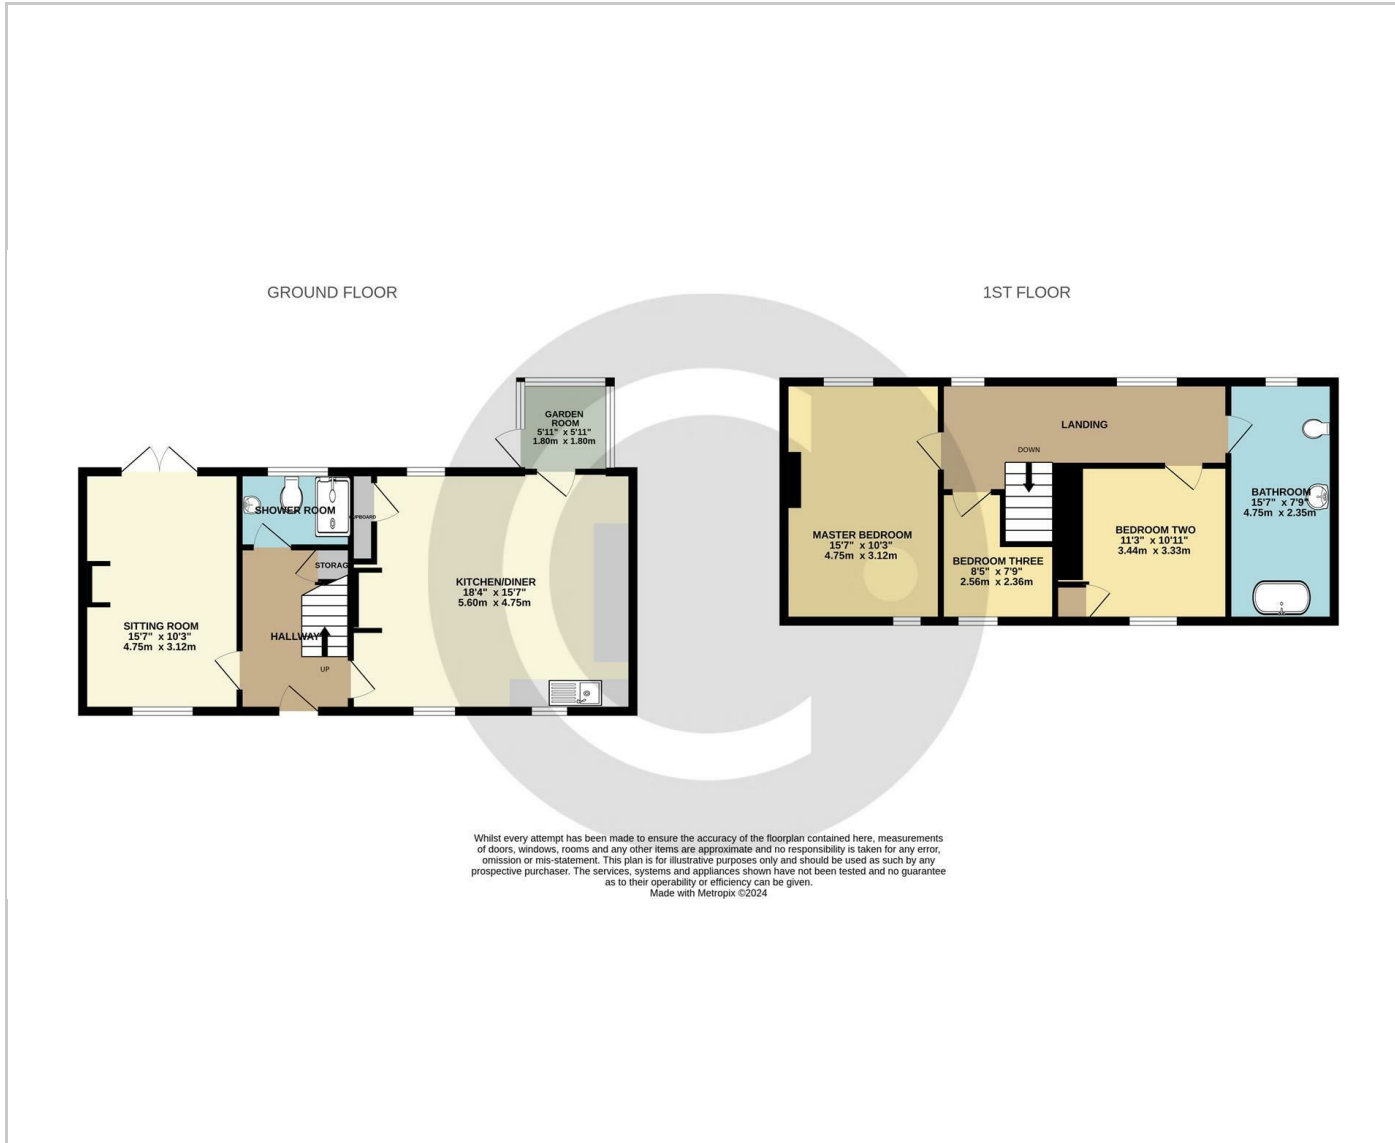 GROUND FLOOR
1ST FLOOR
GARDEN
ROOM
5'11" x 5'11"
1.80m x 1.80m
SHOWER ROOM
STORAG
KITCHEN/DINER
18'4" x 15'7"
5.60m x 4.75m
SITTING ROOM
15'7" x 10'3"
4.75m x 3.12m
HALLWAY
UP
LANDING
DOWN
MASTER BEDROOM
15'7" x 10'3"
4.75m x 3.12m
BEDROOM THREE
8'5" x 7'9"
2.56m x 2.36m
BEDROOM TWO
11'3" x 10'11"
3.44m x 3.33m
BATHROOM
15'7" x 7'9"
4.75m x 2.35m
Whilst every attempt has been made to ensure the accuracy of the floorplan contained here, measurements
of doors, windows, rooms and any other items are approximate and no responsibility is taken for any error,
omission or mis-statement. This plan is for illustrative purposes only and should be used as such by any
prospective purchaser. The services, systems and appliances shown have not been tested and no guarantee
as to their operability or efficiency can be given.
Made with Metropix ©2024